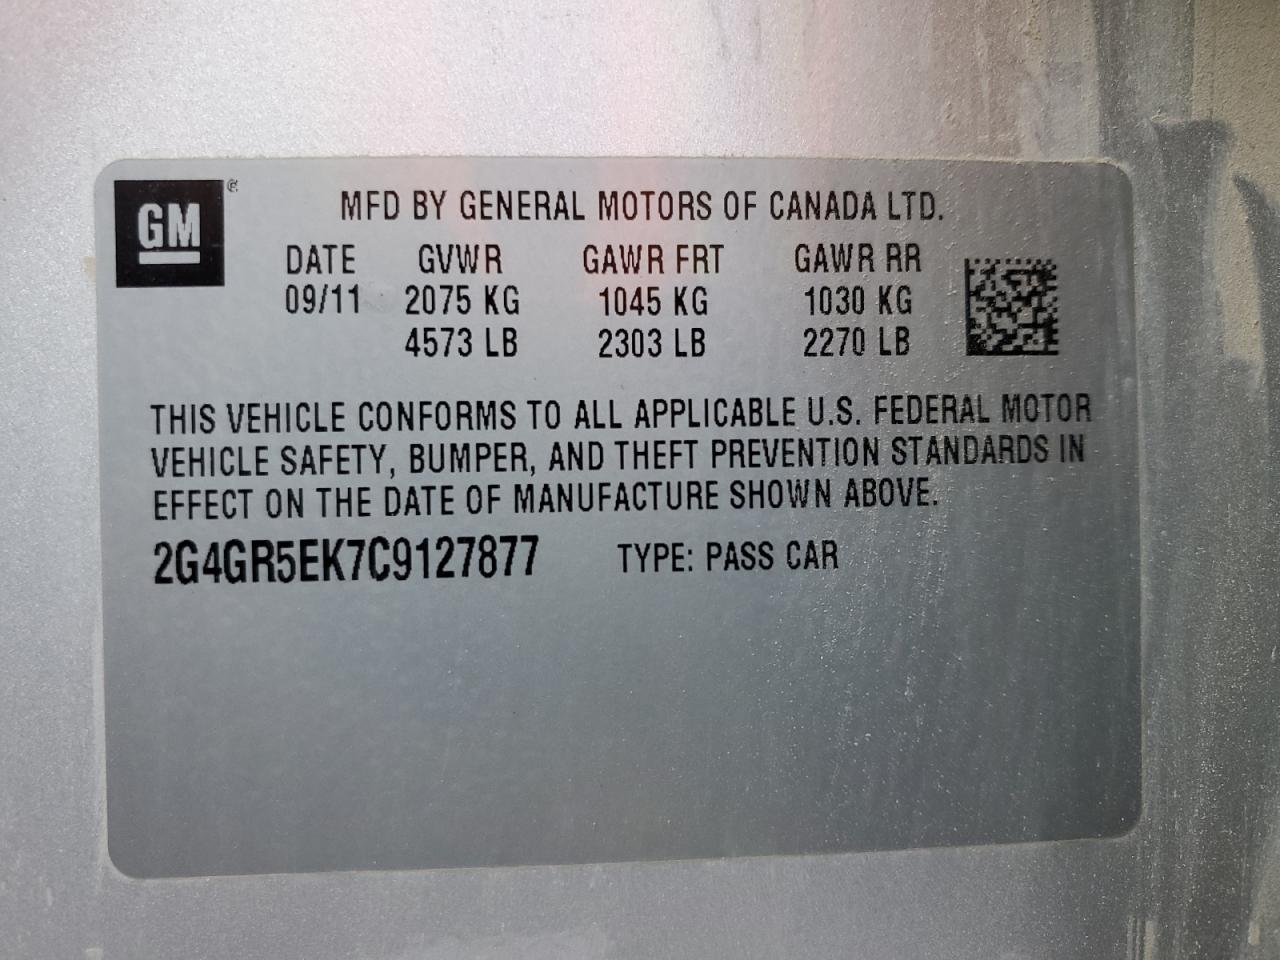 GM
MFD BY GENERAL MOTORS OF CANADA LTD.
DATE GVWR GAWR FRT GAWR RR
09/11 2075 KG 1045 KG 1030 KG
4573 LB 2303 LB 2270 LB
THIS VEHICLE CONFORMS TO ALL APPLICABLE U.S. FEDERAL MOTOR
VEHICLE SAFETY, BUMPER, AND THEFT PREVENTION STANDARDS IN
EFFECT ON THE DATE OF MANUFACTURE SHOWN ABOVE.
2G4GR5EK7C9127877 TYPE: PASS CAR